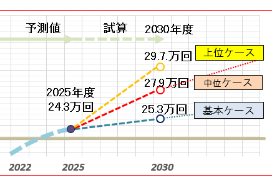 予測値
試算
2030年度
29.7万回
上位ケース
27.9万回
中位ケース
2025年度
24.3万回
25.3万回
基本ケース
2022
2025
2030